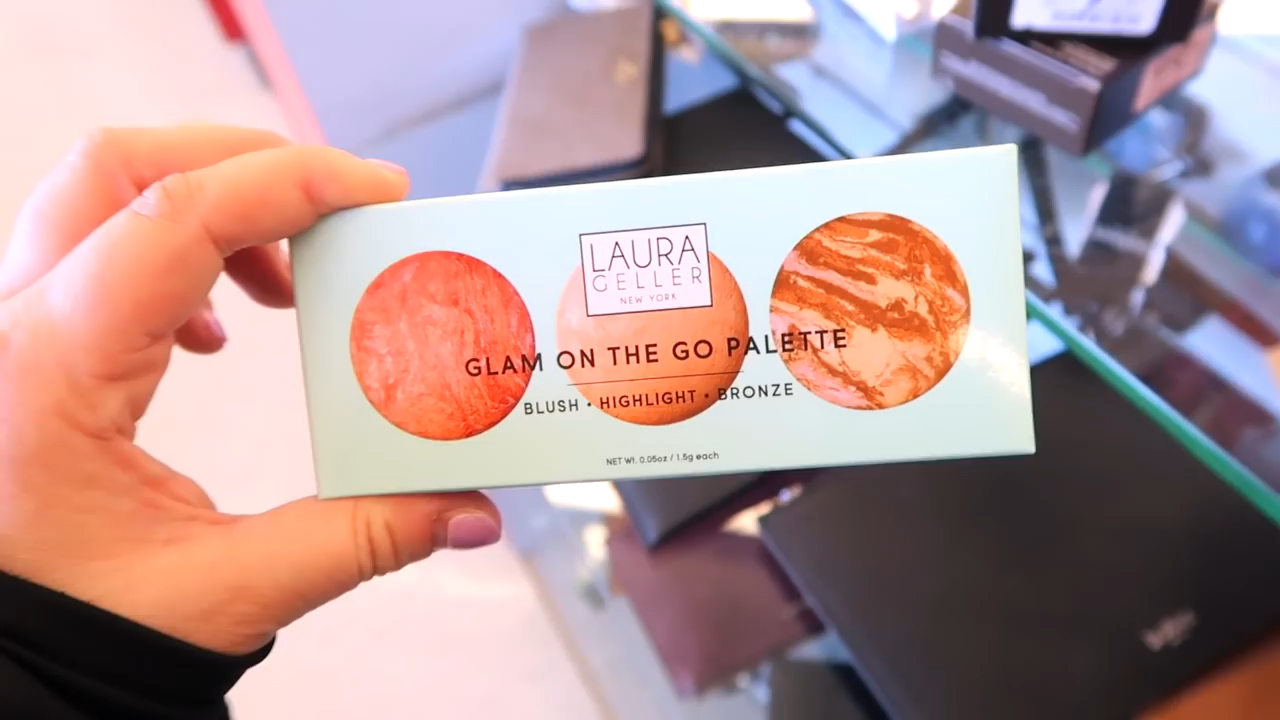 LAURA
GELLER
NEW YORK
GLAM ON THE GO PALETTE
BLUSH • HIGHLIGHT • BRONZE
NET WT. 0.05oz / 1.5g each